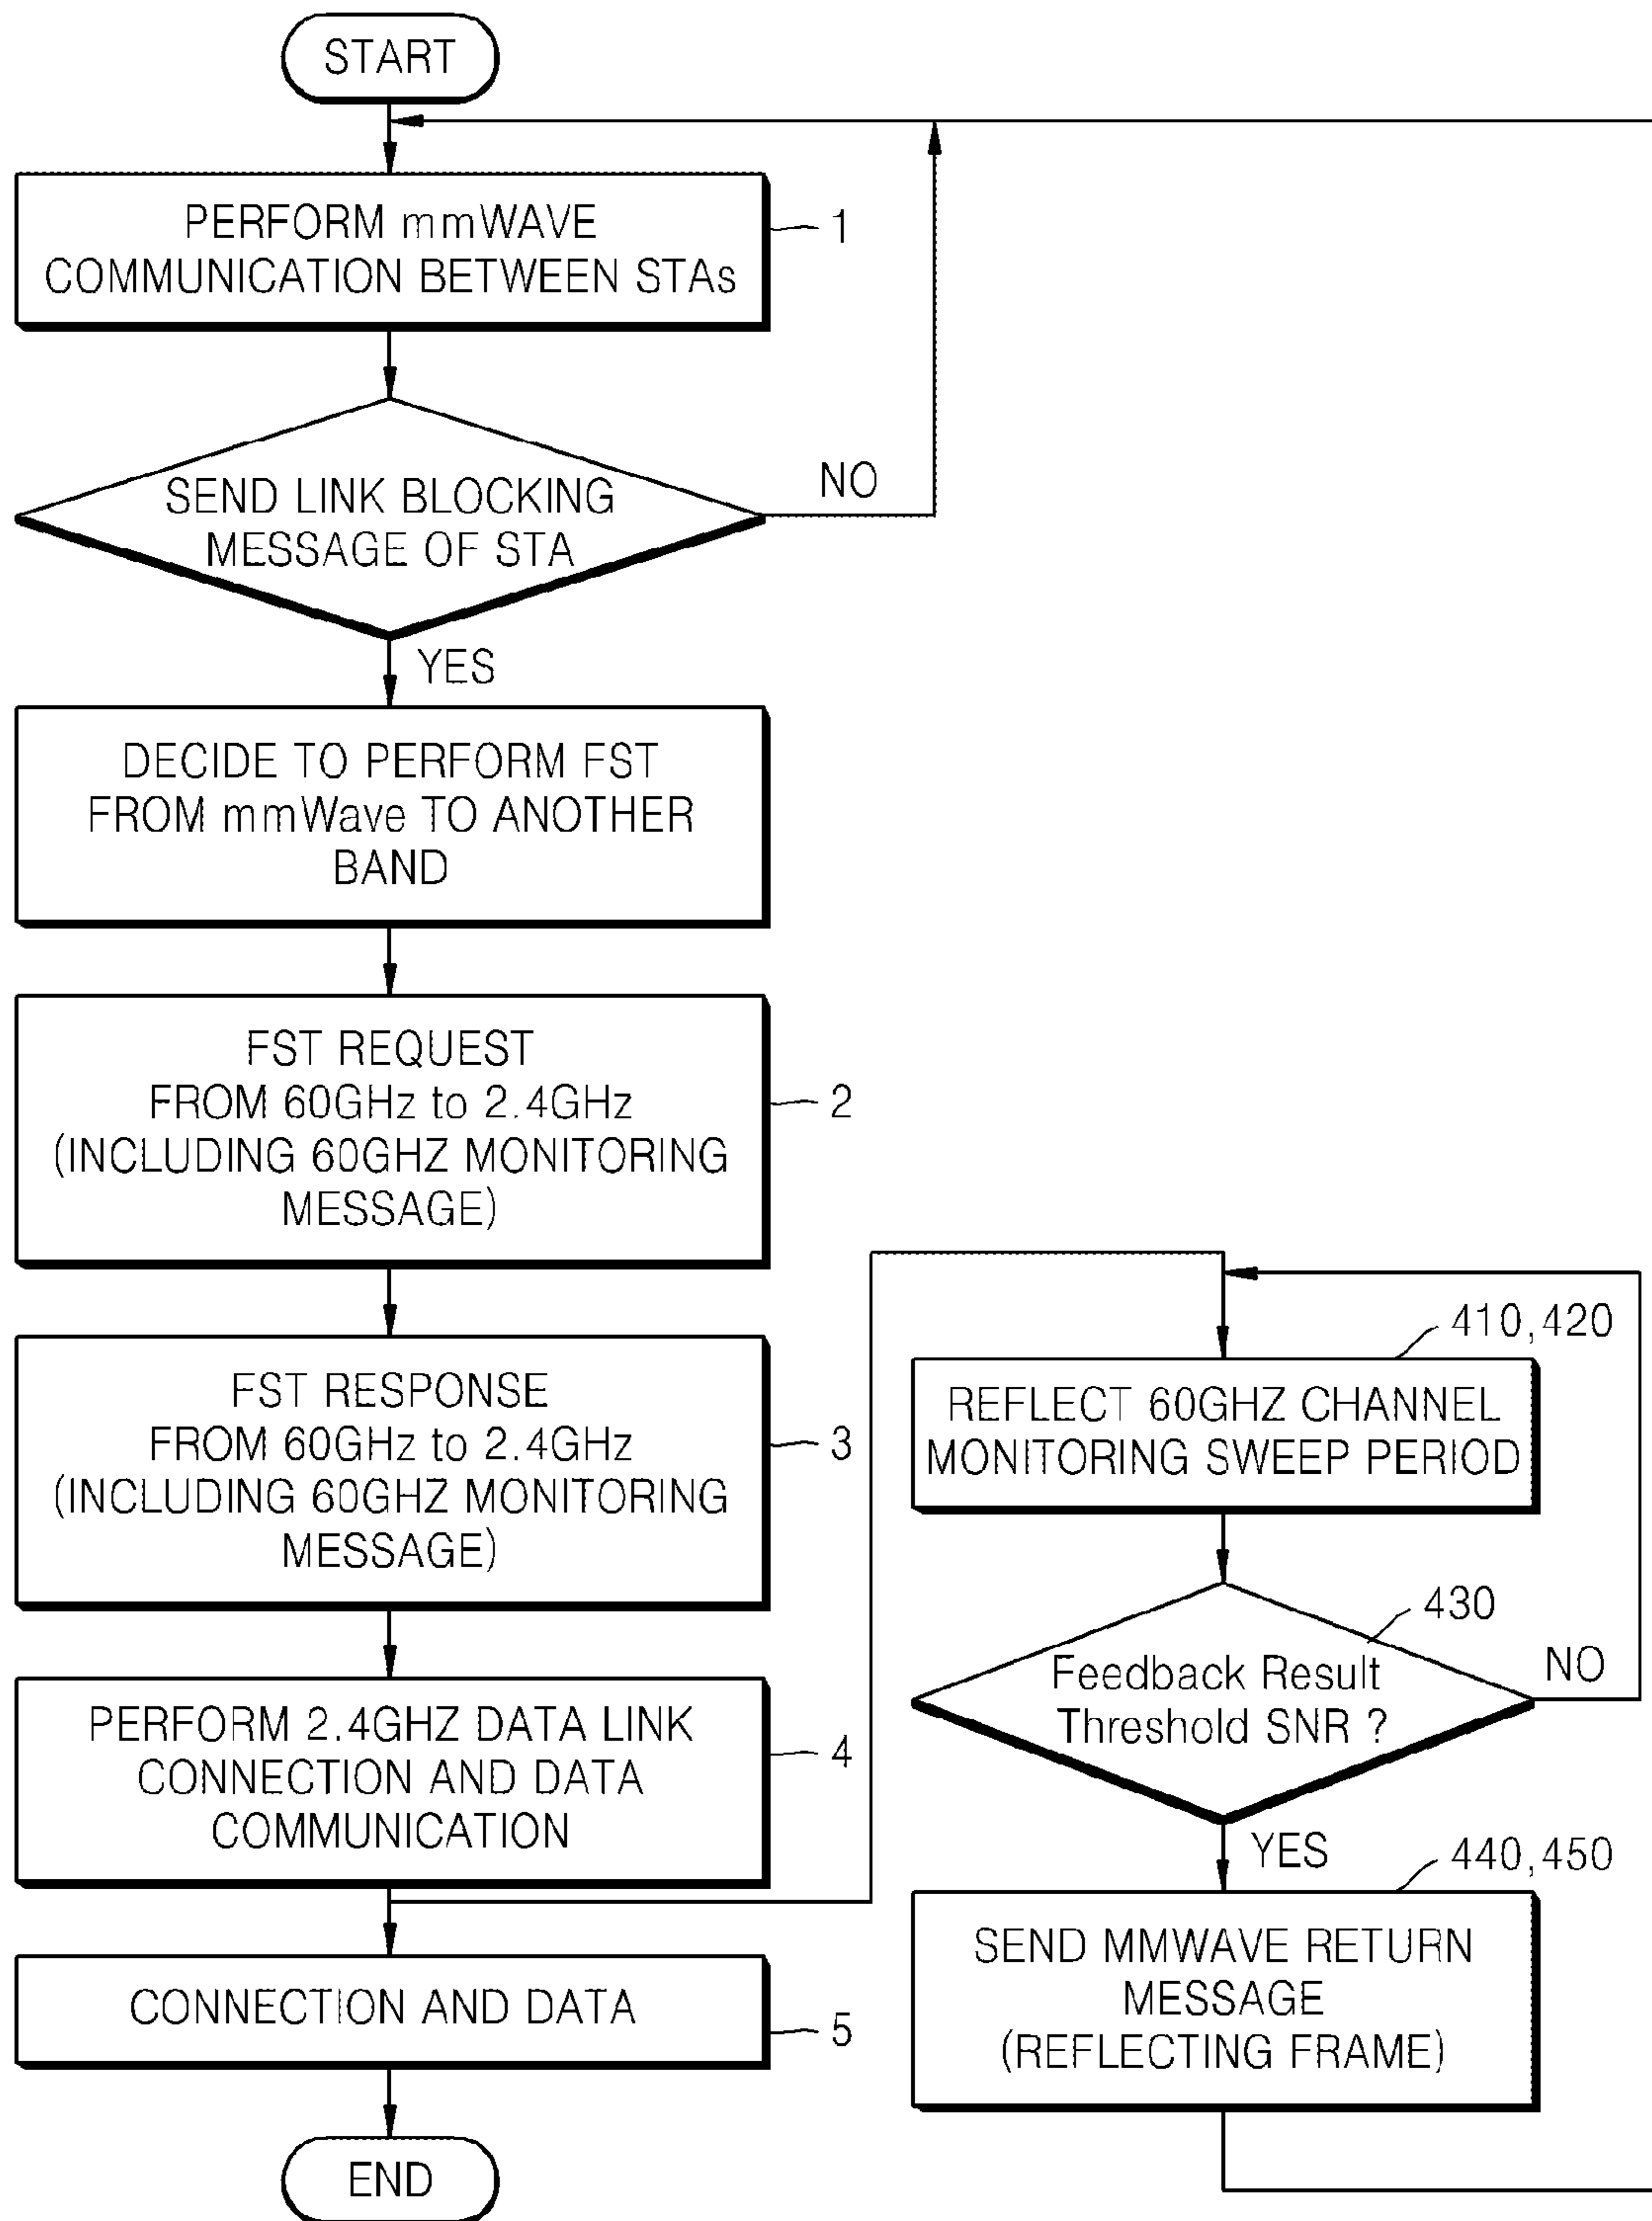 START
PERFORM mmWAVE
COMMUNICATION BETWEEN STAs
1
SEND LINK BLOCKING
MESSAGE OF STA
NO
YES
DECIDE TO PERFORM FST
FROM mmWave TO ANOTHER
BAND
FST REQUEST
FROM 60GHz to 2.4GHz
(INCLUDING 60GHZ MONITORING
MESSAGE)
2
FST RESPONSE
FROM 60GHz to 2.4GHz
(INCLUDING 60GHZ MONITORING
MESSAGE)
3
PERFORM 2.4GHZ DATA LINK
CONNECTION AND DATA
COMMUNICATION
4
CONNECTION AND DATA
5
END
410,420
REFLECT 60GHZ CHANNEL
MONITORING SWEEP PERIOD
430
Feedback Result
Threshold SNR ?
NO
YES
440,450
SEND MMWAVE RETURN
MESSAGE
(REFLECTING FRAME)